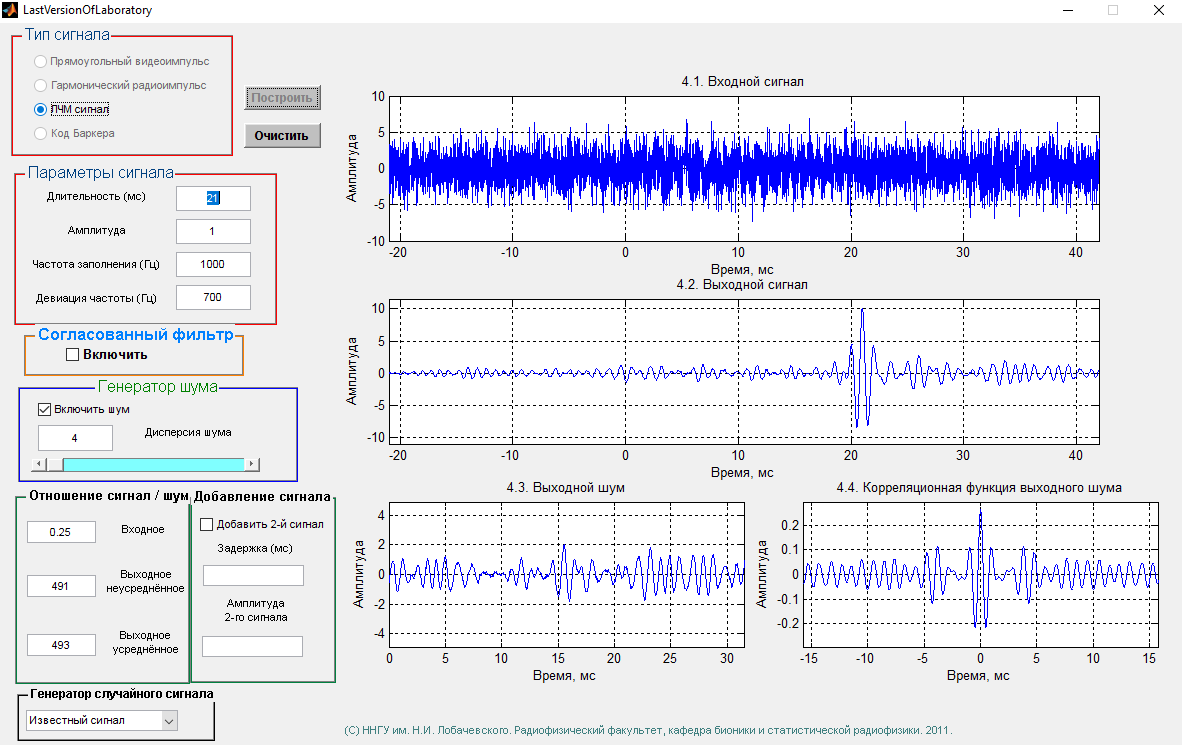 LastVersionOfLaboratory
Тип сигнала
Прямоугольный видеоимпульс
Гармонический радиоимпульс
ЛЧМ сигнал
Код Баркера
Построить
Очистить
Параметры сигнала
Длительность (мс)
21
Амплитуда
1
Частота заполнения (Гц)
1000
Девиация частоты (Гц)
700
Согласованный фильтр
Включить
Генератор шума
Включить шум
4
Дисперсия шума
Отношение сигнал / шум
0.25
Входное
491
Выходное
неусреднённое
493
Выходное
усреднённое
Добавление сигнала
Добавить 2-й сигнал
Задержка (мс)
Амплитуда
2-го сигнала
Генератор случайного сигнала
Известный сигнал
4.1. Входной сигнал
Амплитуда
10
5
0
-5
-10
-20 -10 0 10 20 30 40
Время, мс
4.2. Выходной сигнал
Амплитуда
10
5
0
-5
-10
-20 -10 0 10 20 30 40
Время, мс
4.3. Выходной шум
Амплитуда
4
2
0
-2
-4
0 5 10 15 20 25 30
Время, мс
4.4. Корреляционная функция выходного шума
Амплитуда
0.2
0.1
0
-0.1
-0.2
-15 -10 -5 0 5 10 15
Время, мс
(С) ННГУ им. Н.И. Лобачевского. Радиофизический факультет, кафедра бионики и статистической радиофизики. 2011.